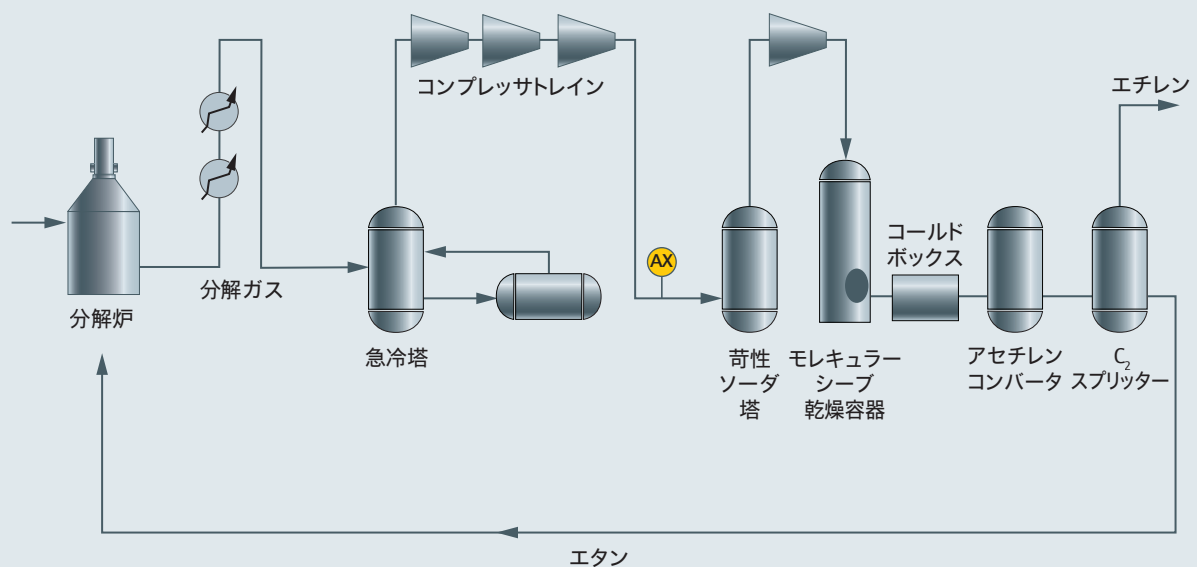 コンプレッサトレイン
エチレン
分解炉
分解ガス
急冷塔
AX
苛性
ソーダ
塔
モレキュラー
シーブ
乾燥容器
コールド
ボックス
アセチレン
コンバータ
C₂
スプリッター
エタン